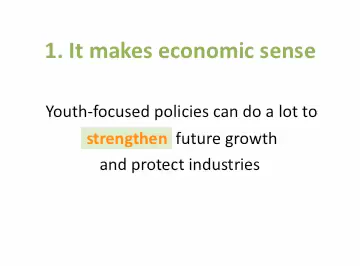 1. It makes economic sense
Youth-focused policies can do a lot to
strengthen future growth
and protect industries